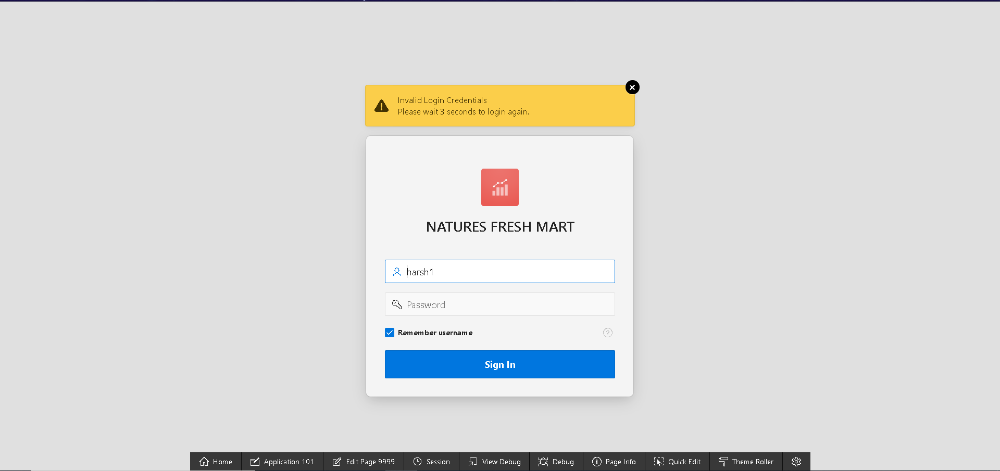 Invalid Login Credentials
Please wait 3 seconds to login again.
NATURES FRESH MART
harsh1
Password
Remember username
?
Sign In
Home Application 101 Edit Page 9999 Session View Debug Debug Page Info Quick Edit Theme Roller